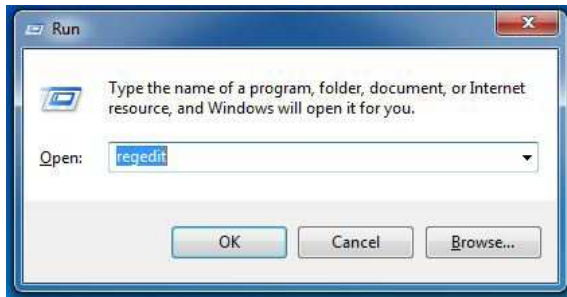 Run
Type the name of a program, folder, document, or Internet
resource, and Windows will open it for you.
Open: regedit
OK Cancel Browse...